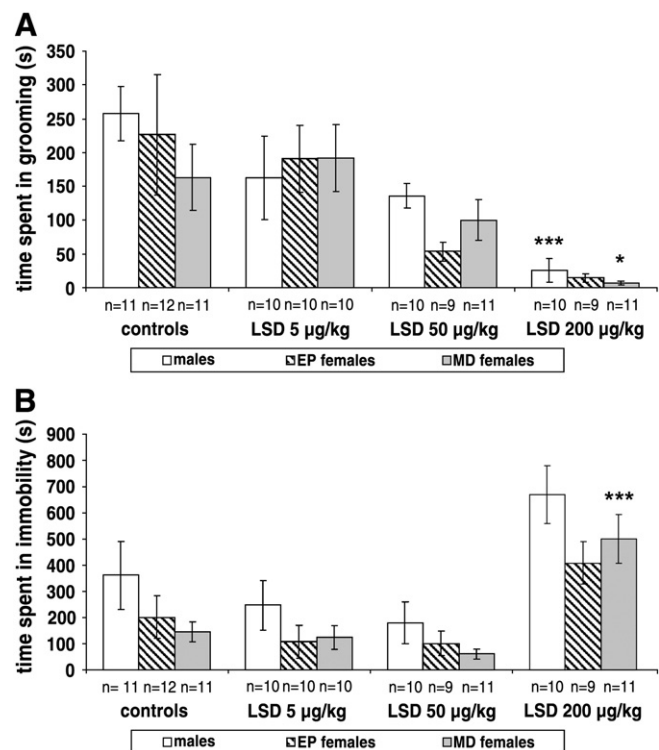 A
time spent in grooming (s)
350
300
250
200
150
100
50
0
***
*
n=11 n=12 n=11 n=10 n=10 n=10 n=10 n=9 n=11 n=10 n=9 n=11
controls LSD 5 µg/kg LSD 50 µg/kg LSD 200 µg/kg
males EP females MD females
B
time spent in immobility (s)
900
800
700
600
500
400
300
200
100
0
***
n= 11 n=12 n=11 n=10 n=10 n=10 n=10 n=9 n=11 n=10 n=9 n=11
controls LSD 5 µg/kg LSD 50 µg/kg LSD 200 µg/kg
males EP females MD females